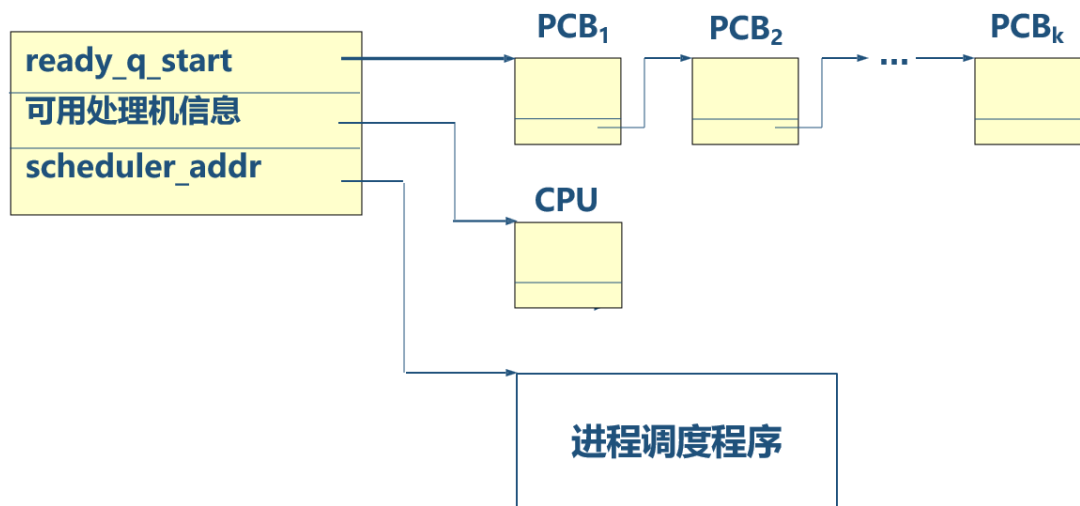 PCB₁
PCB₂
PCBₖ
ready_q_start
...
可用处理机信息
scheduler_addr
CPU
进程调度程序